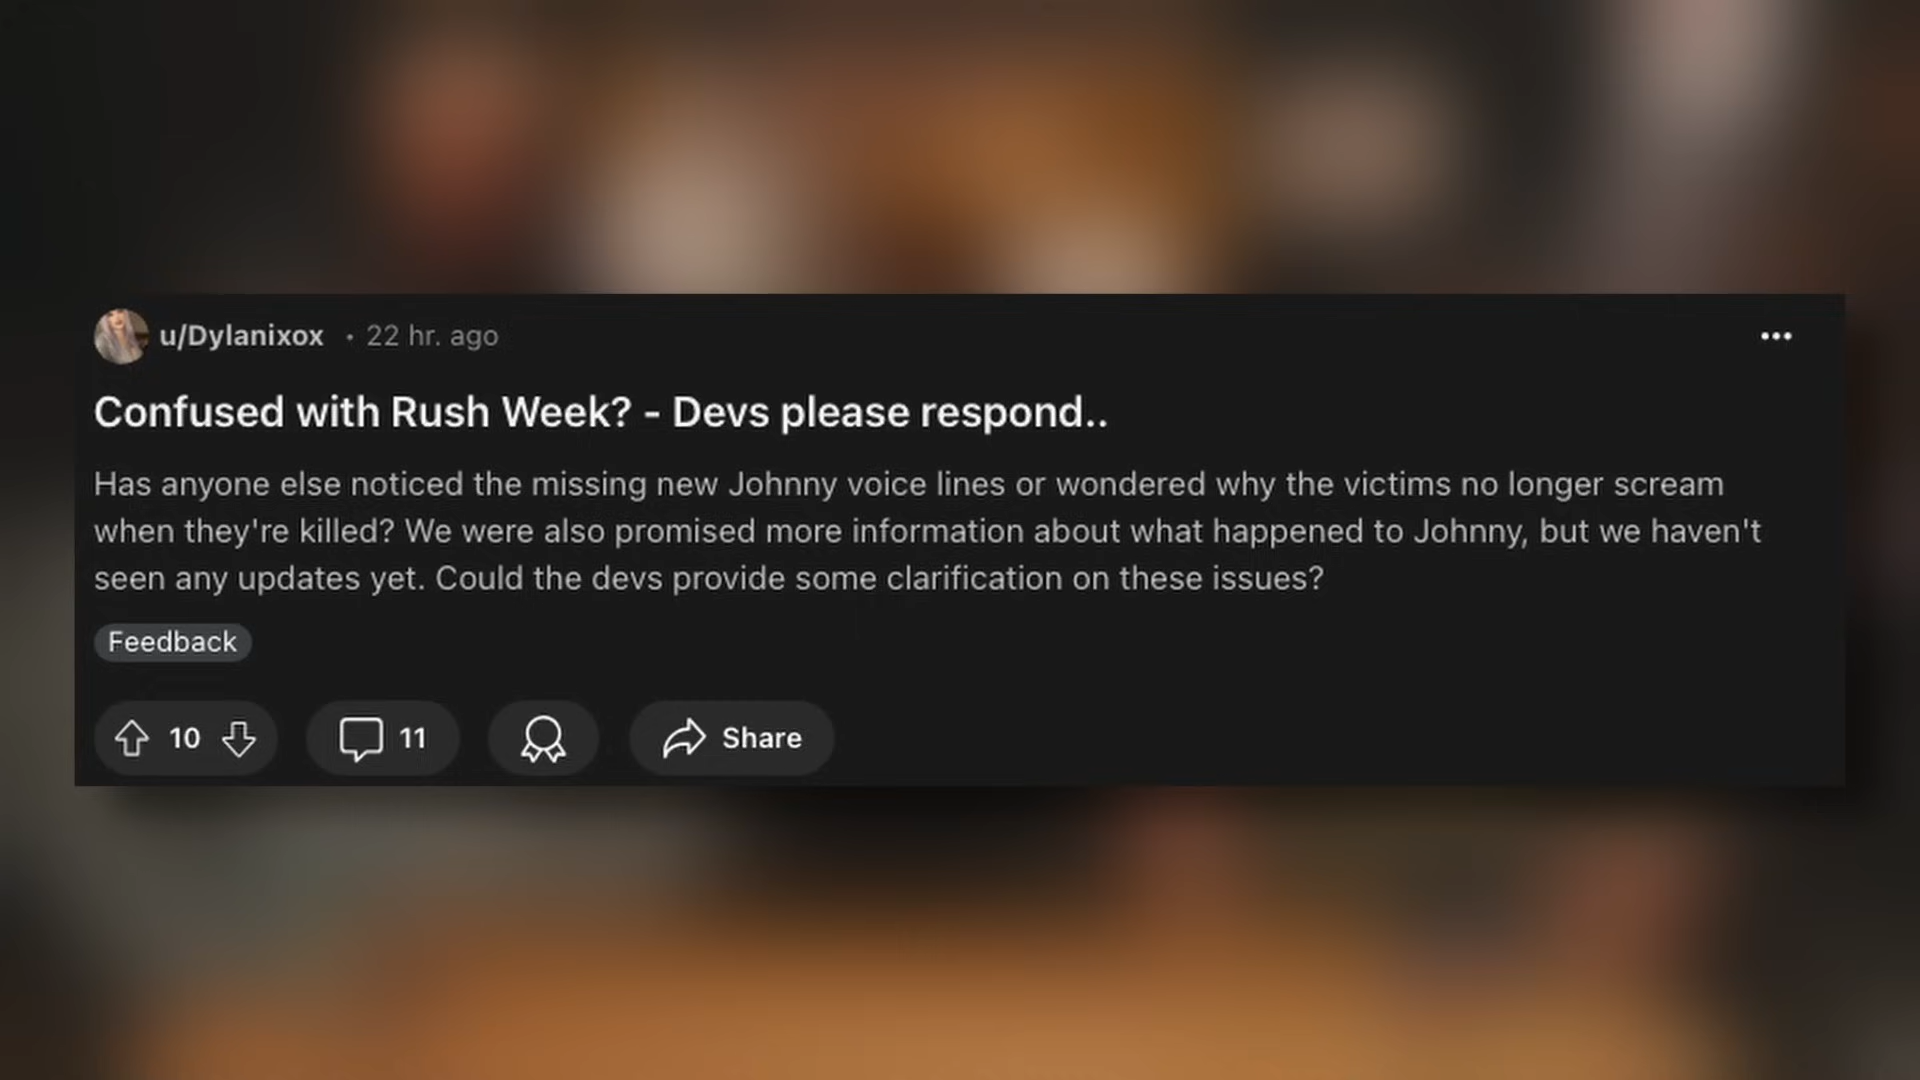 u/Dylanixox • 22 hr. ago
Confused with Rush Week? - Devs please respond..
Has anyone else noticed the missing new Johnny voice lines or wondered why the victims no longer scream
when they're killed? We were also promised more information about what happened to Johnny, but we haven't
seen any updates yet. Could the devs provide some clarification on these issues?
Feedback
10 11 Share